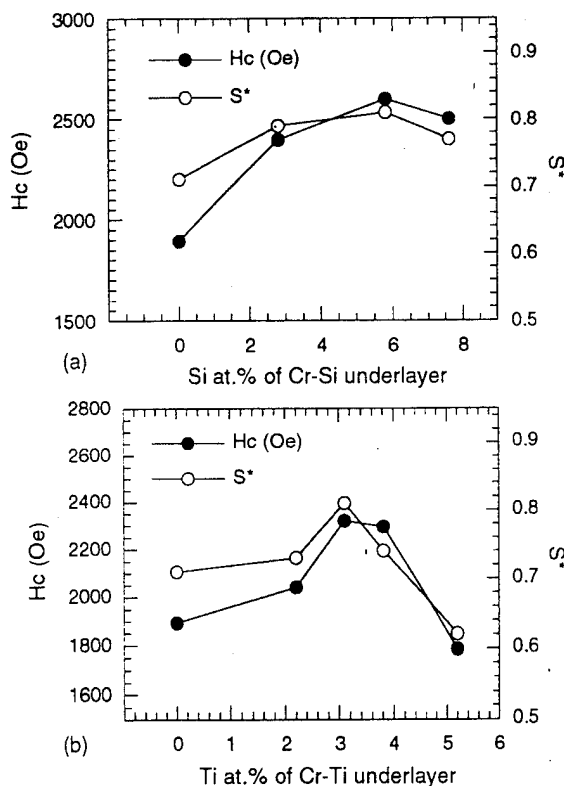 3000
2500
2000
1500
Hc (Oe)
Hc (Oe)
S*
0.9
0.8
0.7
0.6
0.5
S*
0 2 4 6 8
(a)
Si at.% of Cr-Si underlayer
2800
2600
2400
2200
2000
1800
1600
Hc (Oe)
Hc (Oe)
S*
0.9
0.8
0.7
0.6
0.5
S*
0 1 2 3 4 5 6
(b)
Ti at.% of Cr-Ti underlayer